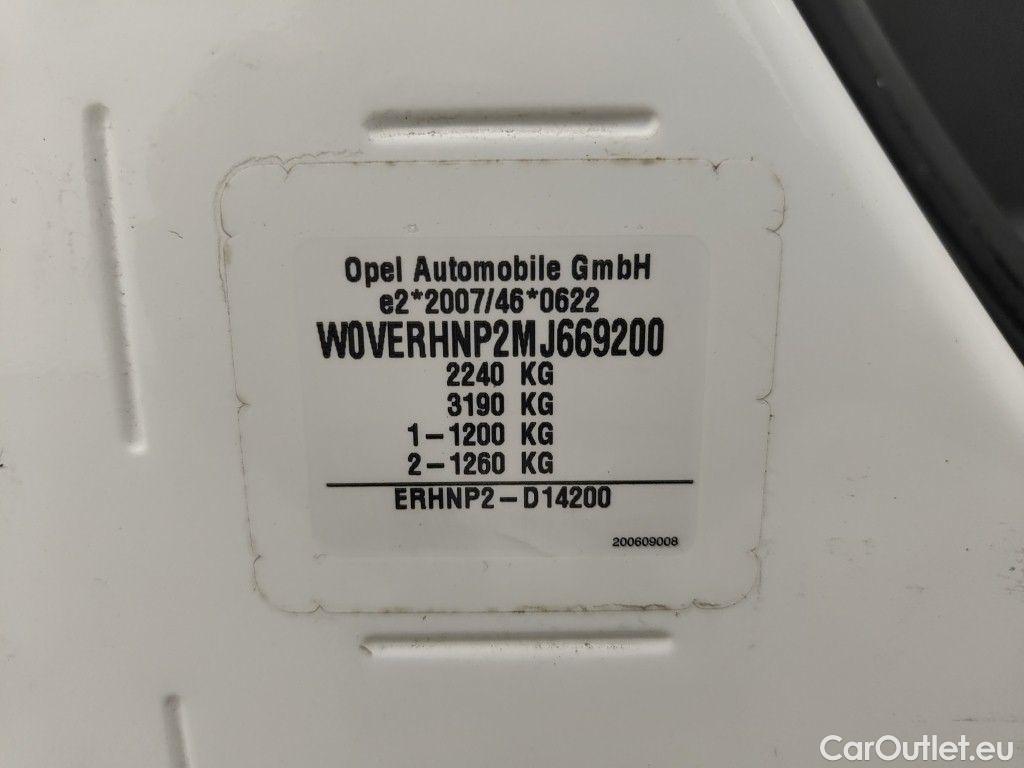 Opel Automobile GmbH
e2*2007/46*0622
W0VERHNP2MJ669200
2240 KG
3190 KG
1-1200 KG
2-1260 KG
ERHNP2-D14200
200609008
CarOutlet.eu